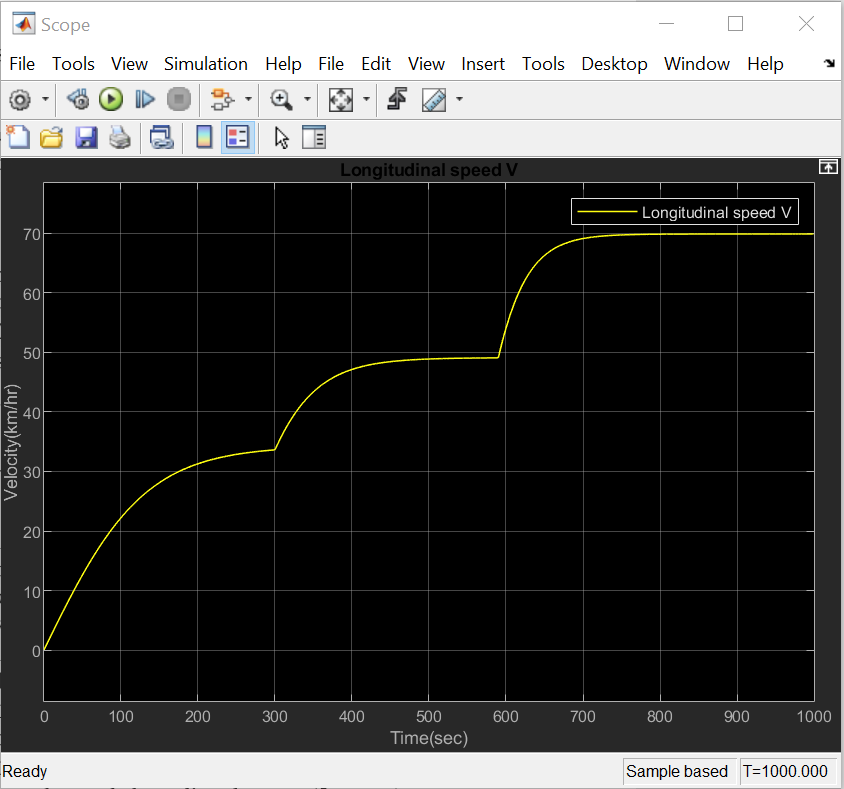 Scope
File Tools View Simulation Help File Edit View Insert Tools Desktop Window Help
Longitudinal speed V
Longitudinal speed V
70
60
50
40
30
20
10
0
Velocity(km/hr)
0 100 200 300 400 500 600 700 800 900 1000
Time(sec)
Ready Sample based T=1000.000